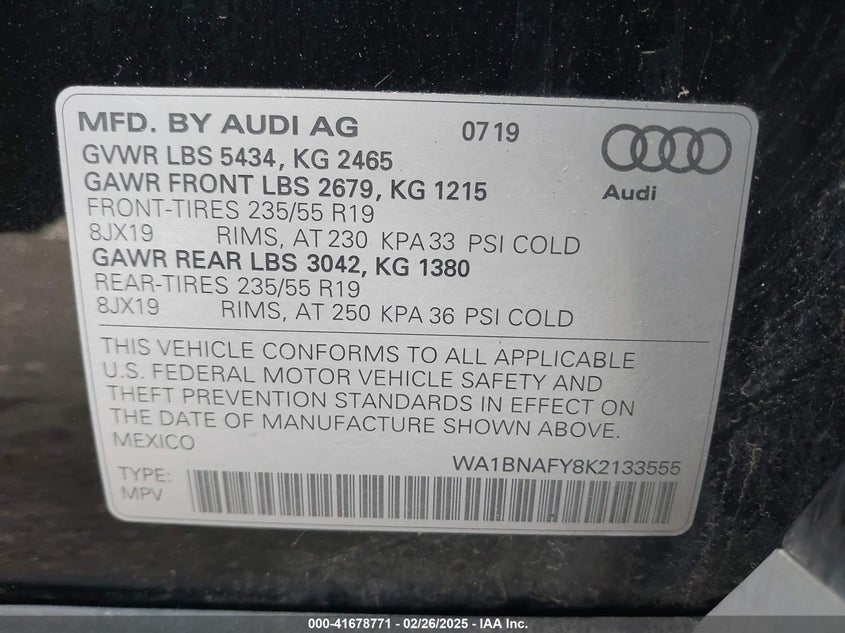 MFD. BY AUDI AG 0719
GVWR LBS 5434, KG 2465
GAWR FRONT LBS 2679, KG 1215
Audi
FRONT-TIRES 235/55 R19
8JX19 RIMS, AT 230 KPA 33 PSI COLD
GAWR REAR LBS 3042, KG 1380
REAR-TIRES 235/55 R19
8JX19 RIMS, AT 250 KPA 36 PSI COLD
THIS VEHICLE CONFORMS TO ALL APPLICABLE
U.S. FEDERAL MOTOR VEHICLE SAFETY AND
THEFT PREVENTION STANDARDS IN EFFECT ON
THE DATE OF MANUFACTURE SHOWN ABOVE.
MEXICO
WA1BNAFY8K2133555
TYPE:
MPV
000-41678771 - 02/26/2025 - IAA Inc.